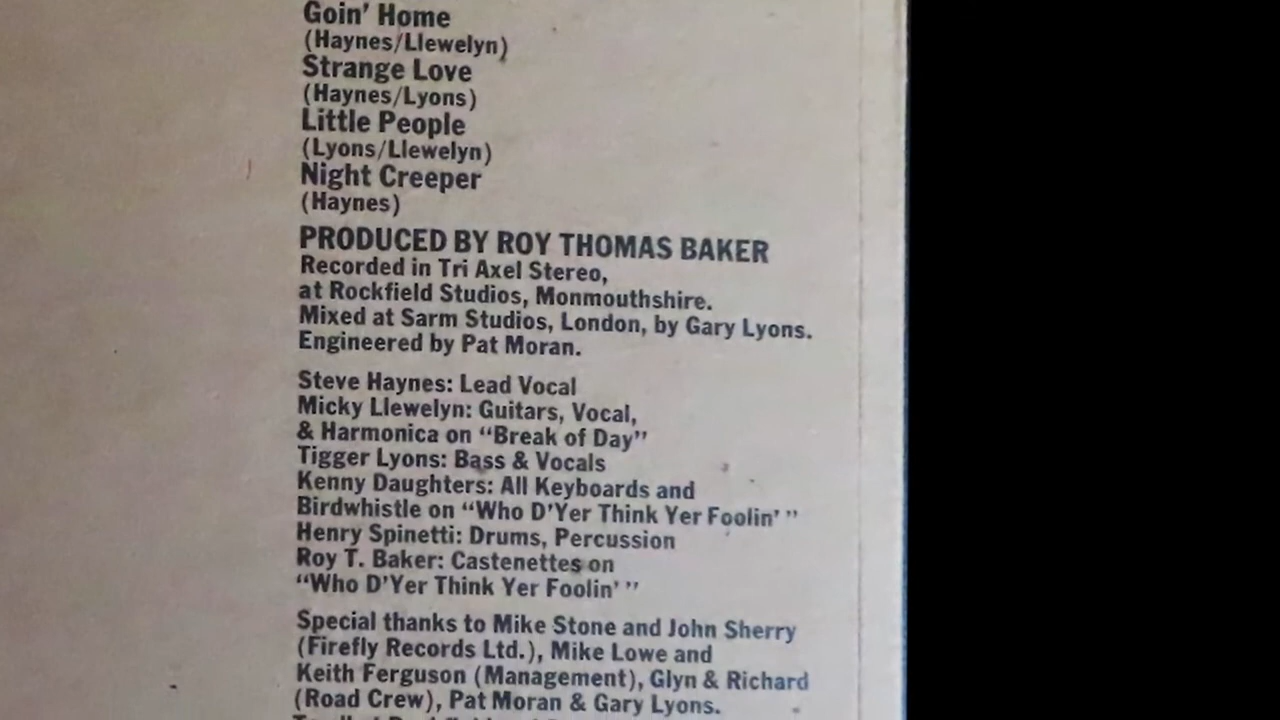 Goin' Home
(Haynes/Llewelyn)
Strange Love
(Haynes/Lyons)
Little People
(Lyons/Llewelyn)
Night Creeper
(Haynes)
PRODUCED BY ROY THOMAS BAKER
Recorded in Tri Axel Stereo,
at Rockfield Studios, Monmouthshire.
Mixed at Sarm Studios, London, by Gary Lyons.
Engineered by Pat Moran.
Steve Haynes: Lead Vocal
Micky Llewelyn: Guitars, Vocal,
& Harmonica on “Break of Day”
Tigger Lyons: Bass & Vocals
Kenny Daughters: All Keyboards and
Birdwhistle on “Who D'Yer Think Yer Foolin' ”
Henry Spinetti: Drums, Percussion
Roy T. Baker: Castenettes on
“Who D'Yer Think Yer Foolin' ”
Special thanks to Mike Stone and John Sherry
(Firefly Records Ltd.), Mike Lowe and
Keith Ferguson (Management), Glyn & Richard
(Road Crew), Pat Moran & Gary Lyons.